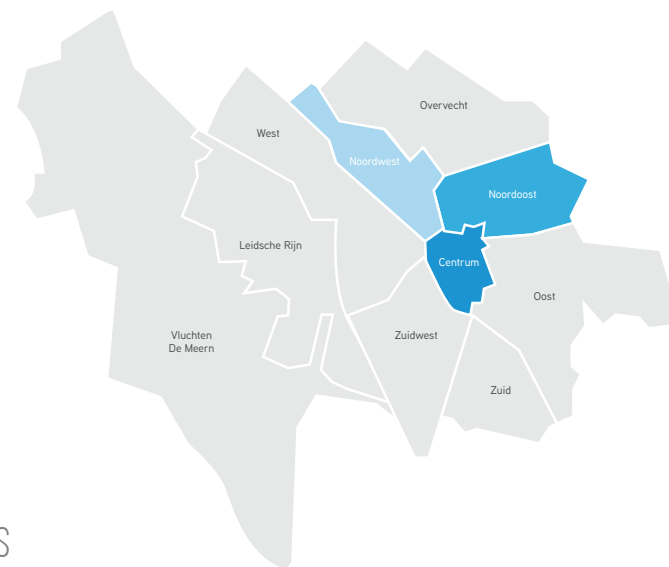 Overvecht
West
Noordwest
Noordoost
Leidsche Rijn
Centrum
Oost
Vluchten
De Meern
Zuidwest
Zuid
S